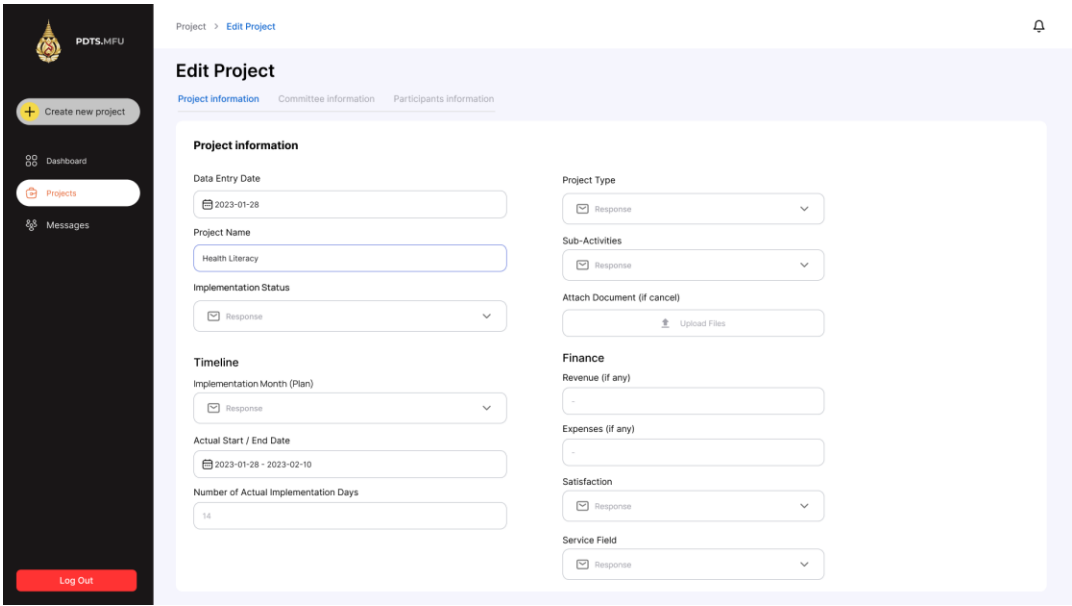 PDTS.MFU
Create new project
Dashboard
Projects
Messages
Log Out
Project > Edit Project
Edit Project
Project information Committee information Participants information
Project information
Data Entry Date
2023-01-28
Project Name
Health Literacy
Implementation Status
Response
Timeline
Implementation Month (Plan)
Response
Actual Start / End Date
2023-01-28 - 2023-02-10
Number of Actual Implementation Days
14
Project Type
Response
Sub-Activities
Response
Attach Document (if cancel)
Upload Files
Finance
Revenue (if any)
-
Expenses (if any)
-
Satisfaction
Response
Service Field
Response